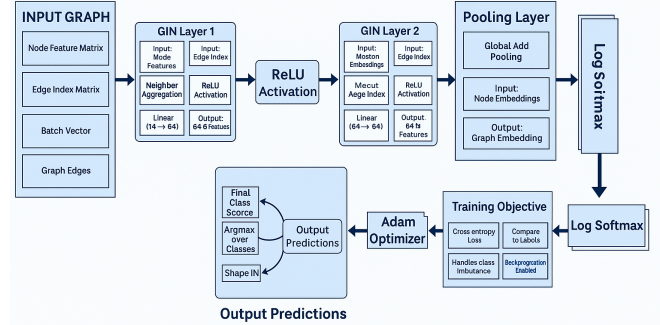 INPUT GRAPH
Node Feature Matrix
Edge Index Matrix
Batch Vector
Graph Edges
GIN Layer 1
Input:
Mode
Features
Input:
Edge Index
Neighber
Aggregation
ReLU
Activation
Linear
(14 → 64)
Output:
64 6 Features
ReLU
Activation
GIN Layer 2
Input:
Moston
Embesdings
Input:
Edge Index
Mecut
Aege Index
ReLU
Activation
Linear
(64 → 64)
Output
64 fs
Features
Pooling Layer
Global Add
Pooling
Input:
Node Embeddings
Output:
Graph Embedding
Log Soitmax
Log Softmax
Training Objective
Cross entropy
Loss
Compare
to Labols
Handles class
Imbutance
Beckprogcration
Enabled
Adam
Optimizer
Final
Class
Scorce
Argmax
over
Classes
Shape IN
Output
Predictions
Output Predictions